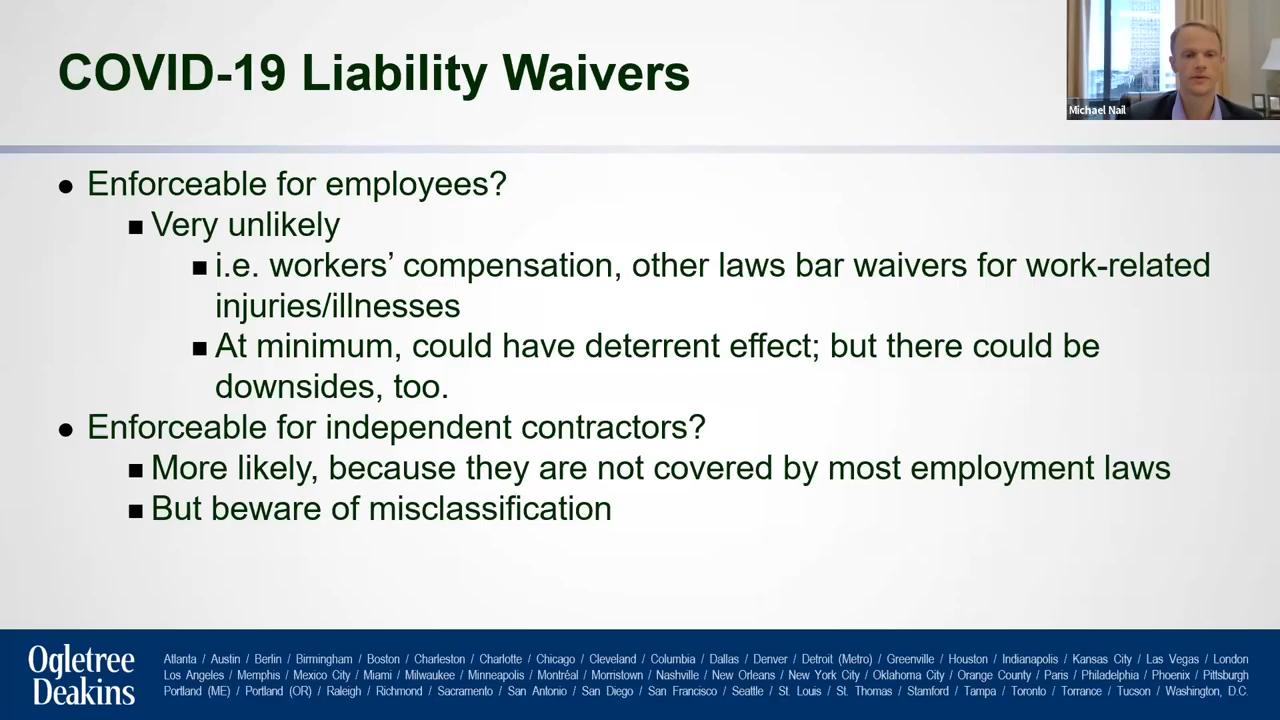 COVID-19 Liability Waivers
Michael Nail
● Enforceable for employees?
■ Very unlikely
■ i.e. workers’ compensation, other laws bar waivers for work-related
injuries/illnesses
■ At minimum, could have deterrent effect; but there could be
downsides, too.
● Enforceable for independent contractors?
■ More likely, because they are not covered by most employment laws
■ But beware of misclassification
Ogletree
Deakins
Atlanta / Austin / Berlin / Birmingham / Boston / Charleston / Charlotte / Chicago / Cleveland / Columbia / Dallas / Denver / Detroit (Metro) / Greenville / Houston / Indianapolis / Kansas City / Las Vegas / London
Los Angeles / Memphis / Mexico City / Miami / Milwaukee / Minneapolis / Montréal / Morristown / Nashville / New Orleans / New York City / Oklahoma City / Orange County / Paris / Philadelphia / Phoenix / Pittsburgh
Portland (ME) / Portland (OR) / Raleigh / Richmond / Sacramento / San Antonio / San Diego / San Francisco / Seattle / St. Louis / St. Thomas / Stamford / Tampa / Toronto / Torrance / Tucson / Washington, D.C.